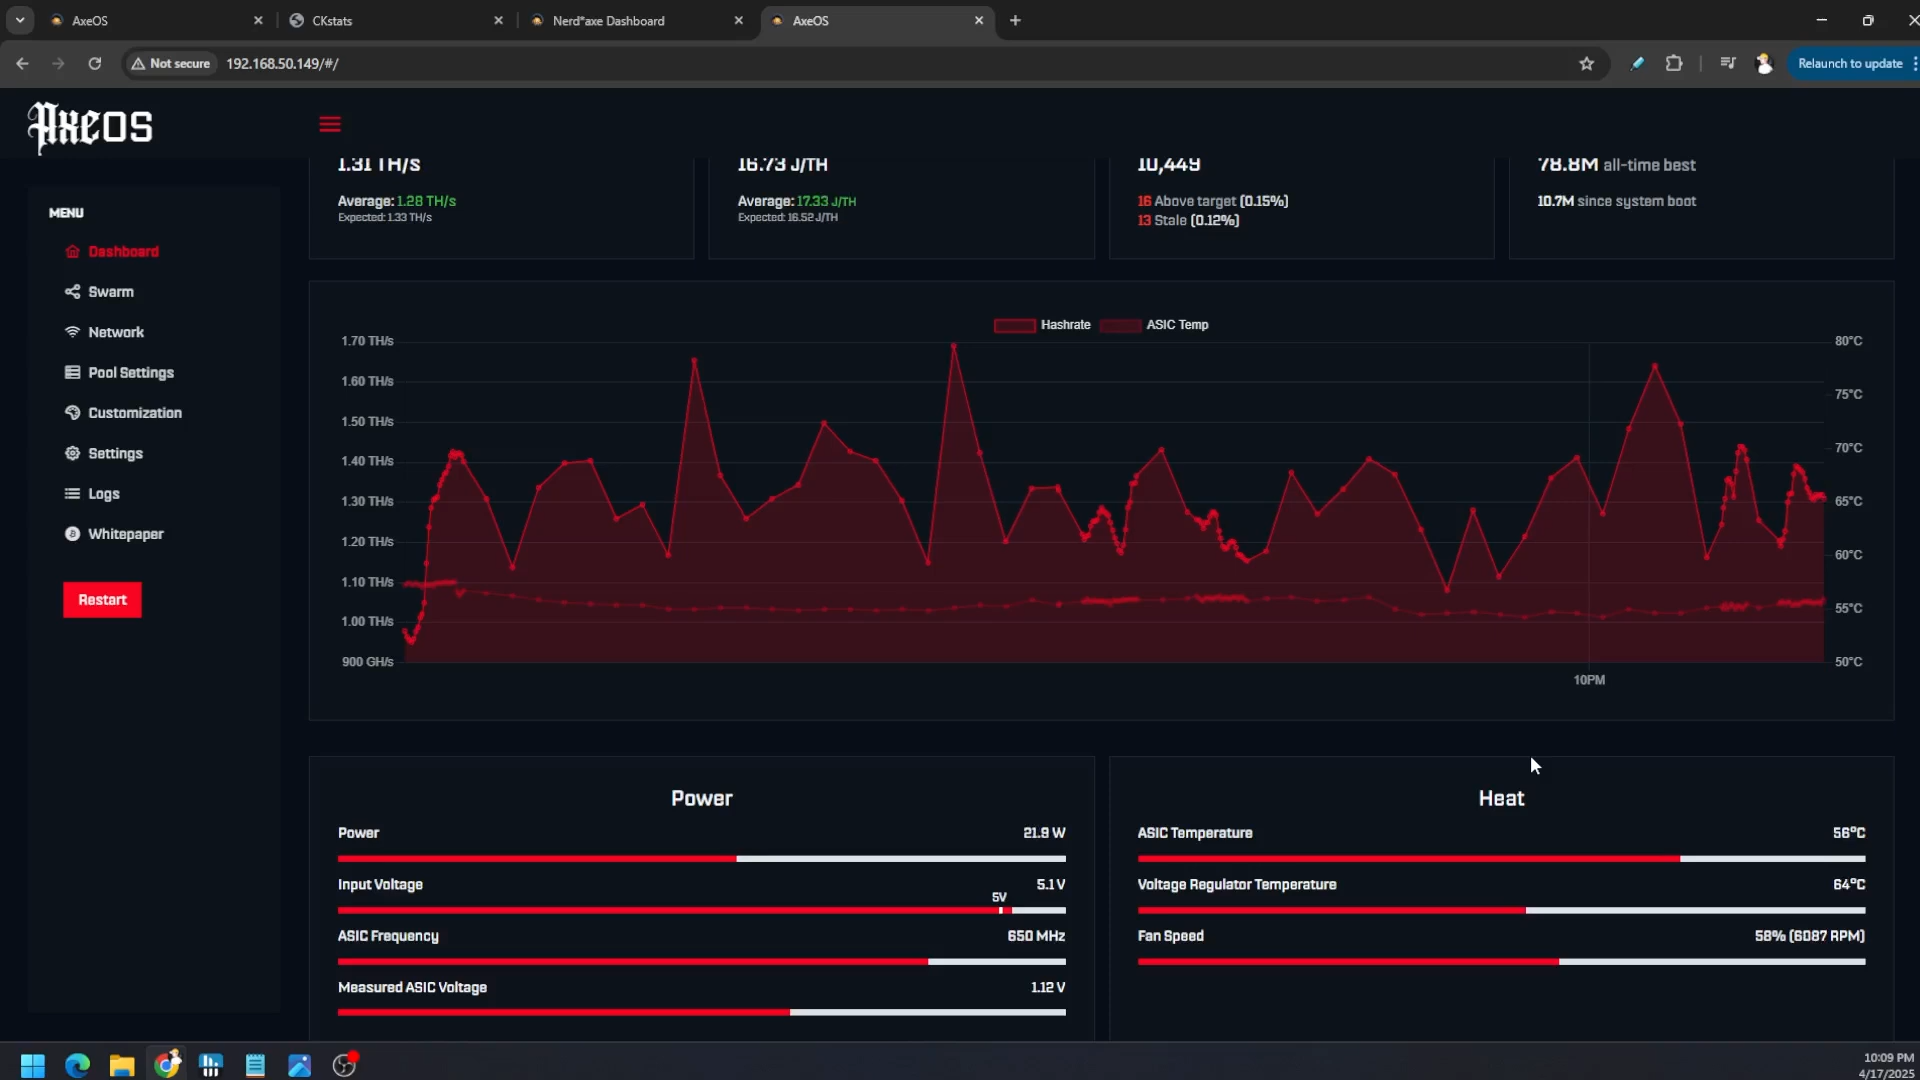 AxeOS
CKstats
Nerd*axe Dashboard
AxeOS
Not secure
192.168.50.149/#/
Relaunch to update
AxeOS
MENU
Dashboard
Swarm
Network
Pool Settings
Customization
Settings
Logs
Whitepaper
Restart
1.31 TH/s
Average: 1.28 TH/s
Expected: 1.33 TH/s
16.73 J/TH
Average: 17.33 J/TH
Expected: 16.52 J/TH
10,449
16 Above target (0.15%)
13 Stale (0.12%)
78.8M all-time best
10.7M since system boot
Hashrate
ASIC Temp
1.70 TH/s
1.60 TH/s
1.50 TH/s
1.40 TH/s
1.30 TH/s
1.20 TH/s
1.10 TH/s
1.00 TH/s
900 GH/s
80°C
75°C
70°C
65°C
60°C
55°C
50°C
10PM
Power
Power
21.9 W
Input Voltage
5.1 V
5V
ASIC Frequency
650 MHz
Measured ASIC Voltage
1.12 V
Heat
ASIC Temperature
56°C
Voltage Regulator Temperature
64°C
Fan Speed
58% (6087 RPM)
10:09 PM
4/17/2025